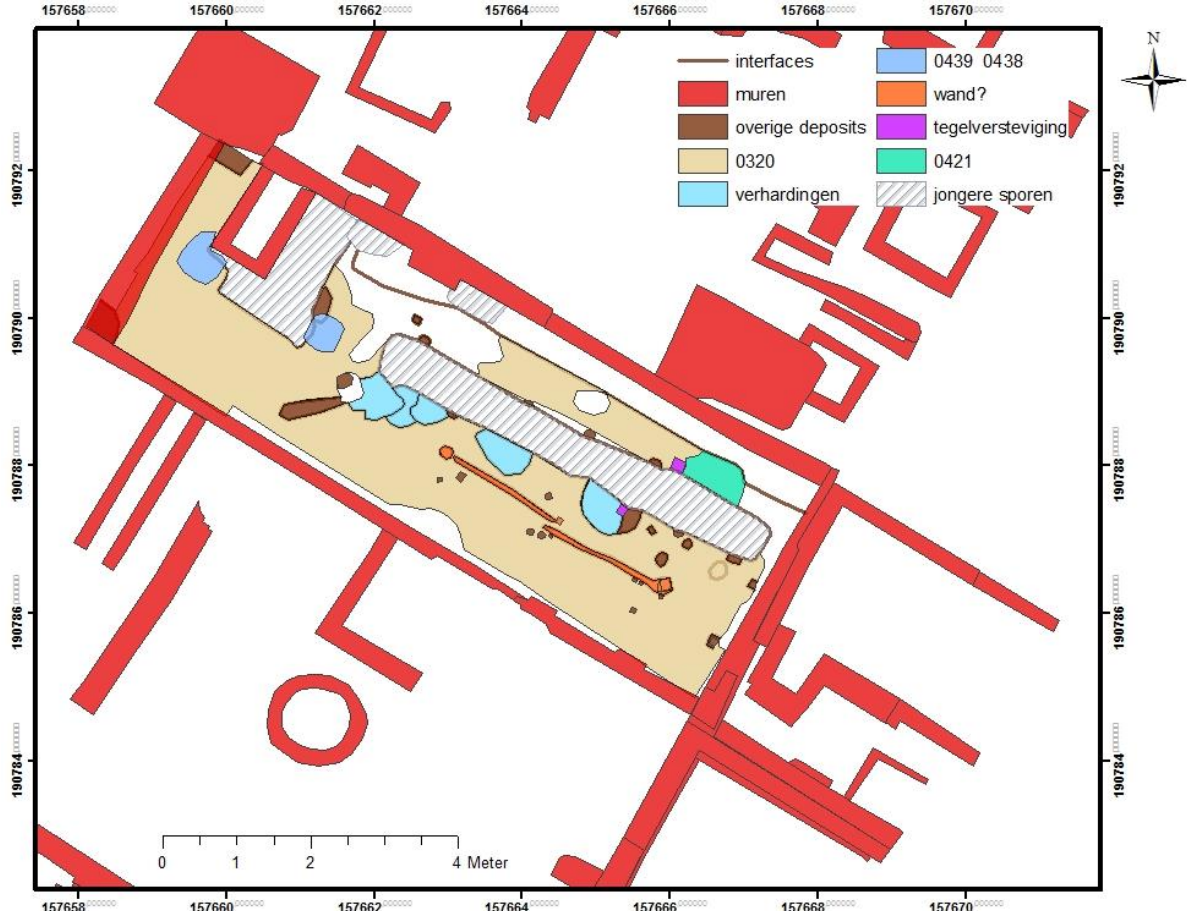 157658 157660 157662 157664 157666 157668 157670
N
interfaces
muren
overige deposits
0320
verhardingen
0439 0438
wand?
tegelversteviging
0421
jongere sporen
190792
190790
190788
190786
190784
190792
190790
190788
190786
190784
0 1 2 4 Meter
157658 157660 157662 157664 157666 157668 157670